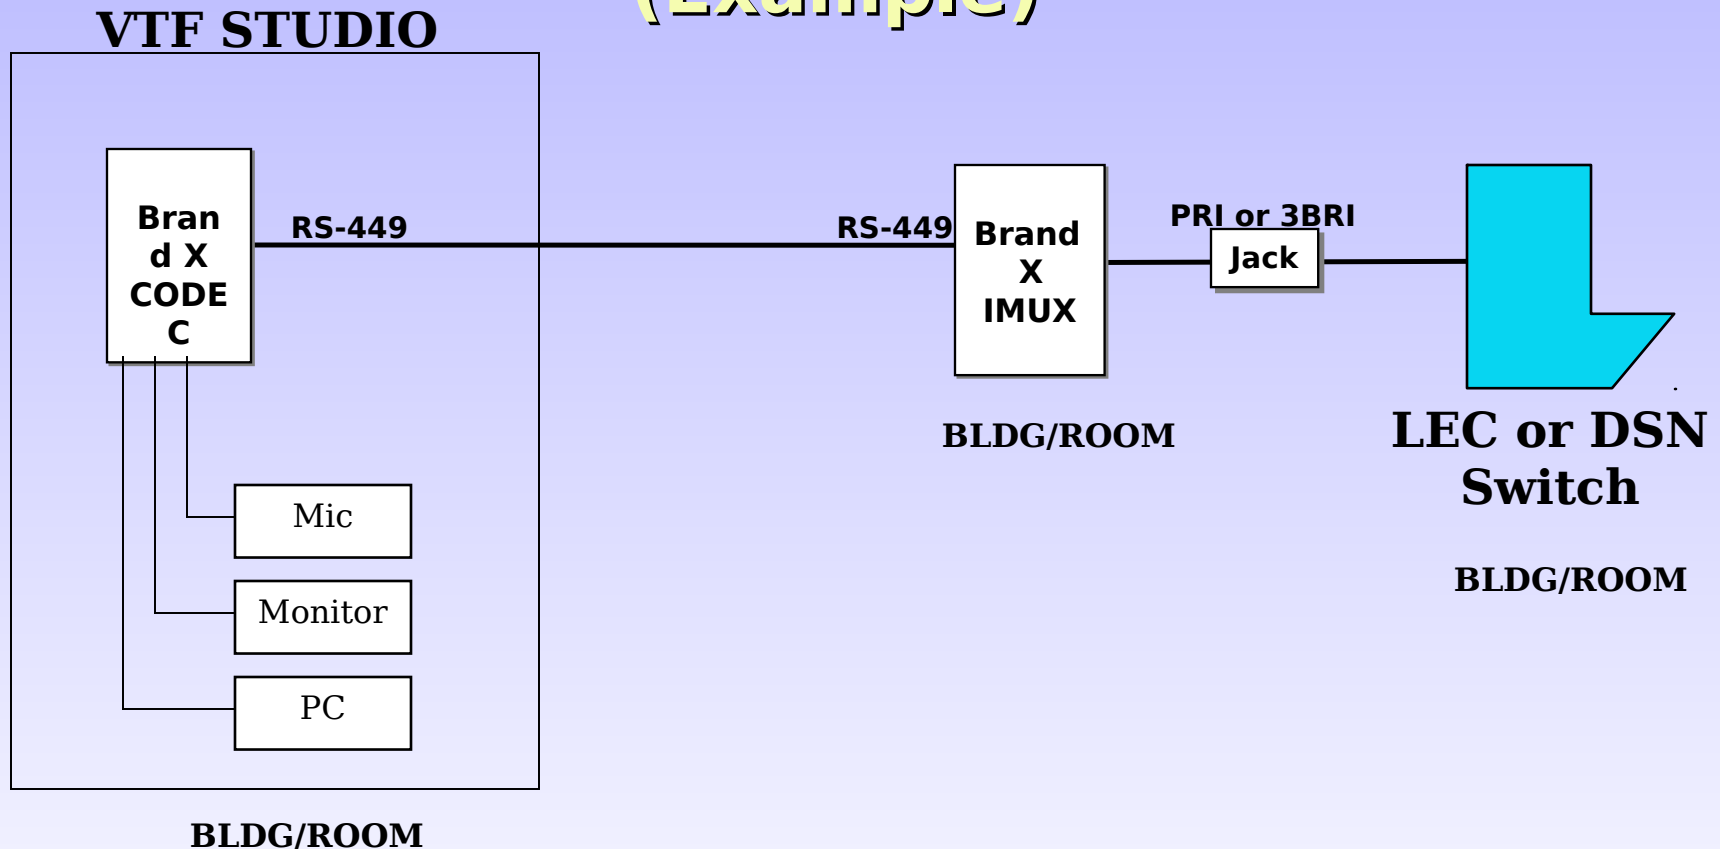 (Example)
VTF STUDIO
Bran
d X
CODE
C
RS-449
RS-449
Brand
X
IMUX
PRI or 3BRI
Jack
BLDG/ROOM
LEC or DSN
Switch
BLDG/ROOM
Mic
Monitor
PC
BLDG/ROOM